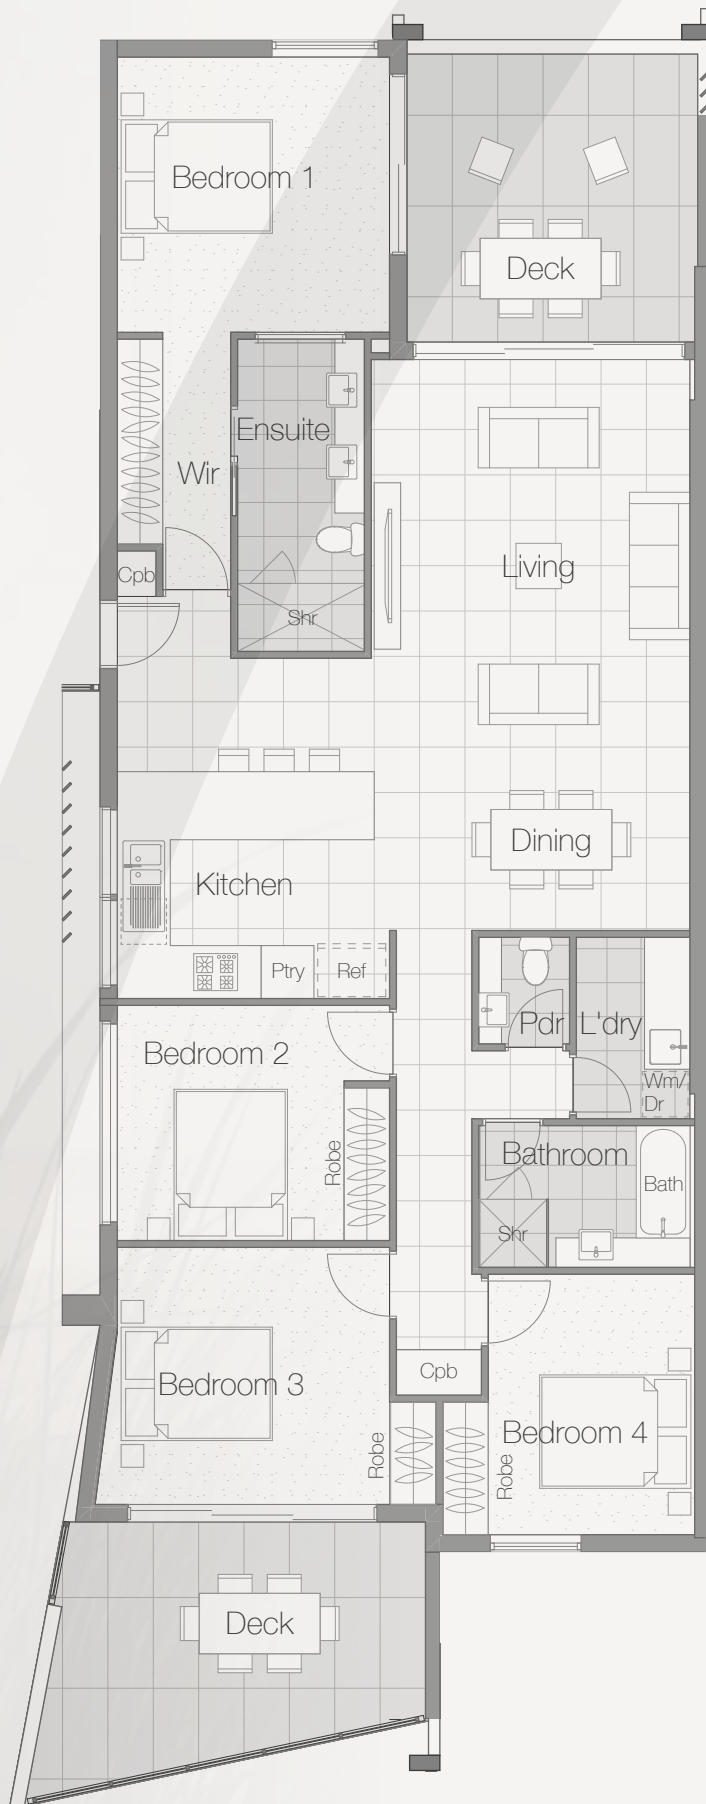 Bedroom 1
Deck
Ensuite
Wir
Living
Cpb
Shr
Dining
Kitchen
Ptry
Ref
Pdr
L'dry
Bedroom 2
Wm/
Dr
Robe
Bathroom
Bath
Shr
Cpb
Bedroom 3
Bedroom 4
Robe
Robe
Deck